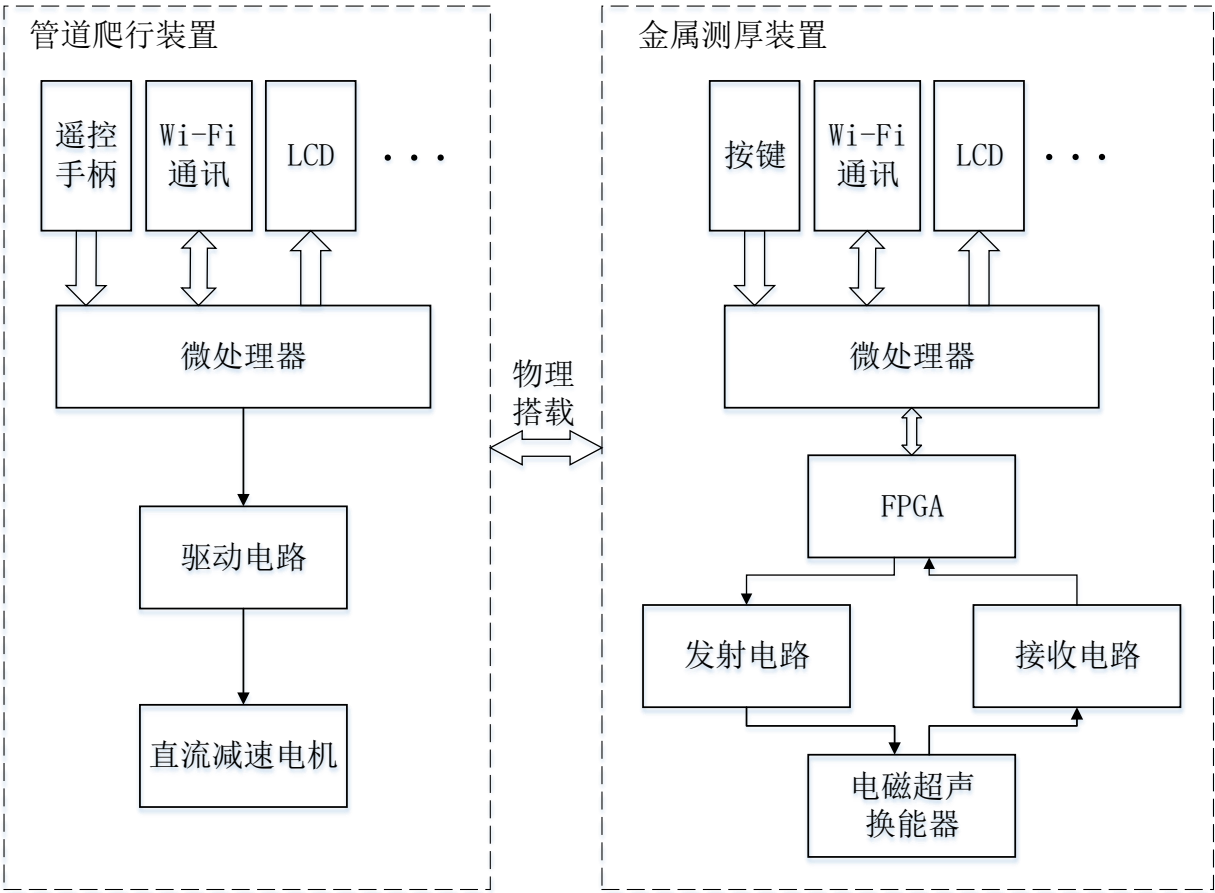 管道爬行装置
遥控
手柄
Wi-Fi
通讯
LCD
···
微处理器
驱动电路
直流减速电机
物理
搭载
金属测厚装置
按键
Wi-Fi
通讯
LCD
···
微处理器
FPGA
发射电路
接收电路
电磁超声
换能器